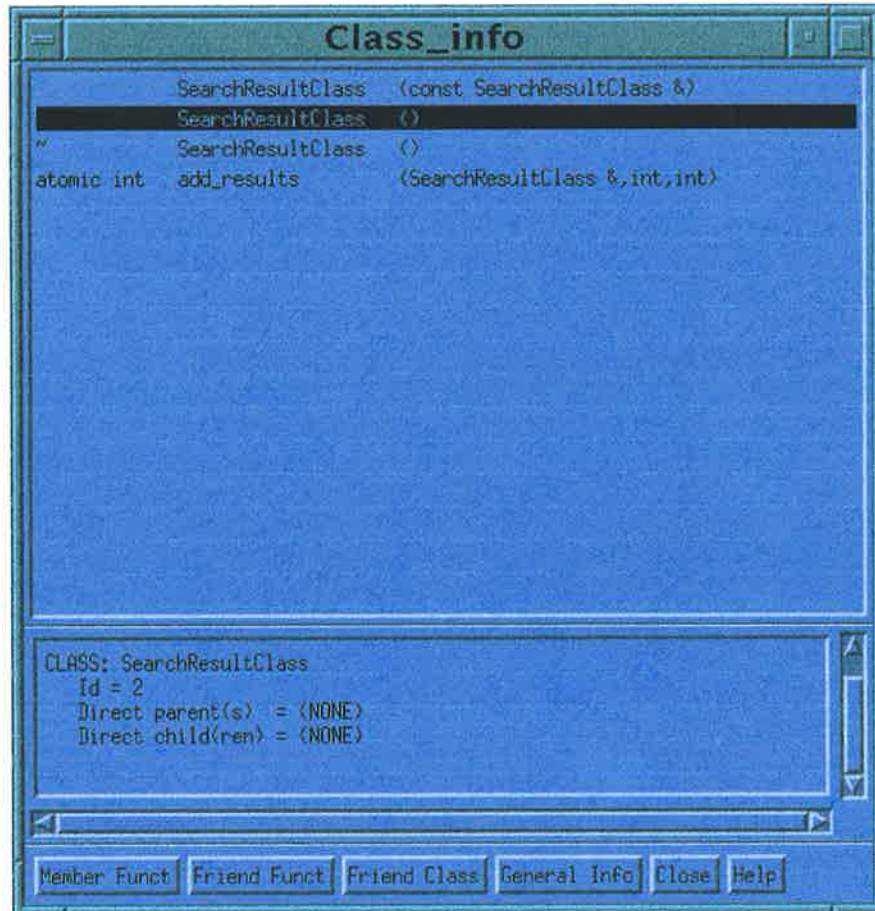 Class_info
SearchResultClass (const SearchResultClass &)
SearchResultClass ()
~ SearchResultClass ()
atomic int add_results (SearchResultClass &,int,int)
CLASS: SearchResultClass
Id = 2
Direct parent(s) = (NONE)
Direct child(ren) = (NONE)
Member Funct Friend Funct Friend Class General Info Close Help